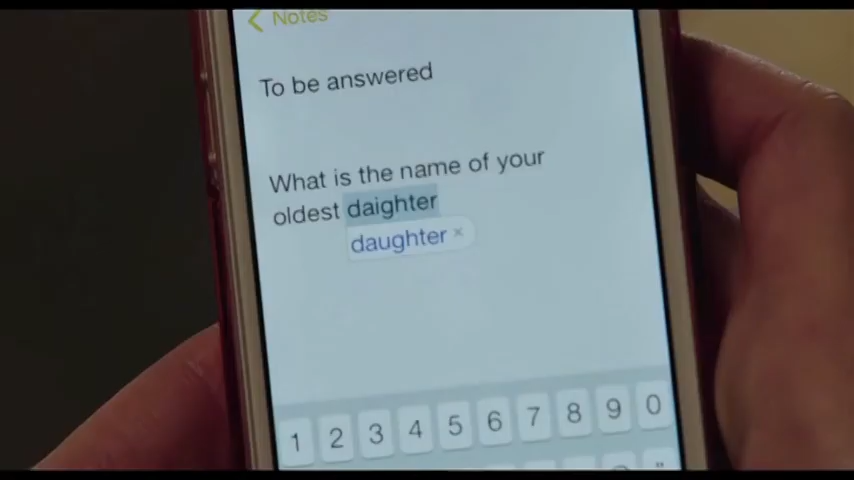 Notes
To be answered
What is the name of your
oldest daighter
daughter ×
1 2 3 4 5 6 7 8 9 0